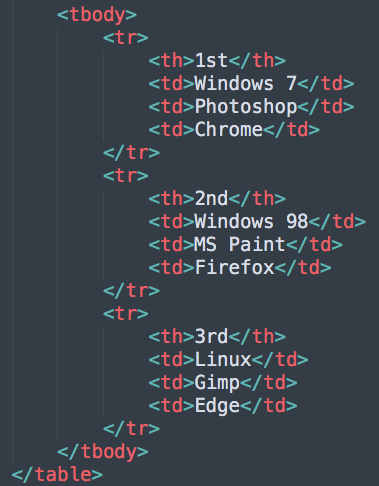 <tbody>
<tr>
<th>1st</th>
<td>Windows 7</td>
<td>Photoshop</td>
<td>Chrome</td>
</tr>
<tr>
<th>2nd</th>
<td>Windows 98</td>
<td>MS Paint</td>
<td>Firefox</td>
</tr>
<tr>
<th>3rd</th>
<td>Linux</td>
<td>Gimp</td>
<td>Edge</td>
</tr>
</tbody>
</table>